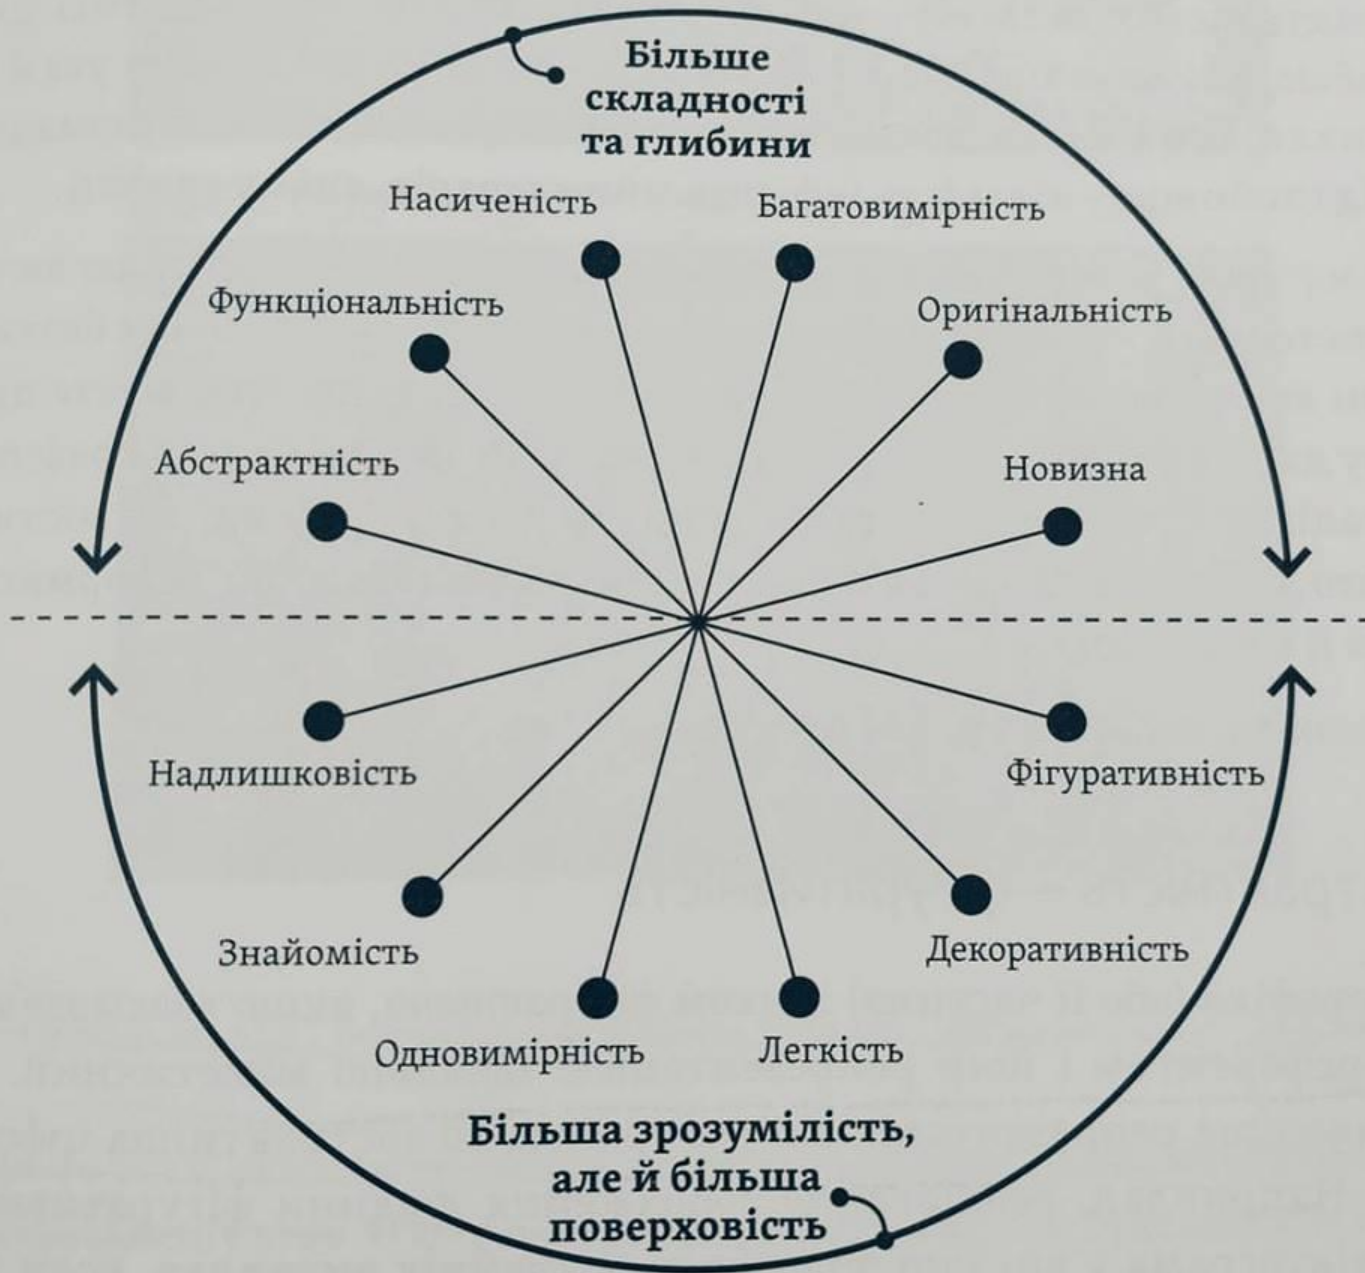 Більше
складності
та глибини
Насиченість
Багатовимірність
Функціональність
Оригінальність
Абстрактність
Новизна
Надлишковість
Фігуративність
Знайомість
Декоративність
Одновимірність
Легкість
Більша зрозумілість,
але й більша
поверховість